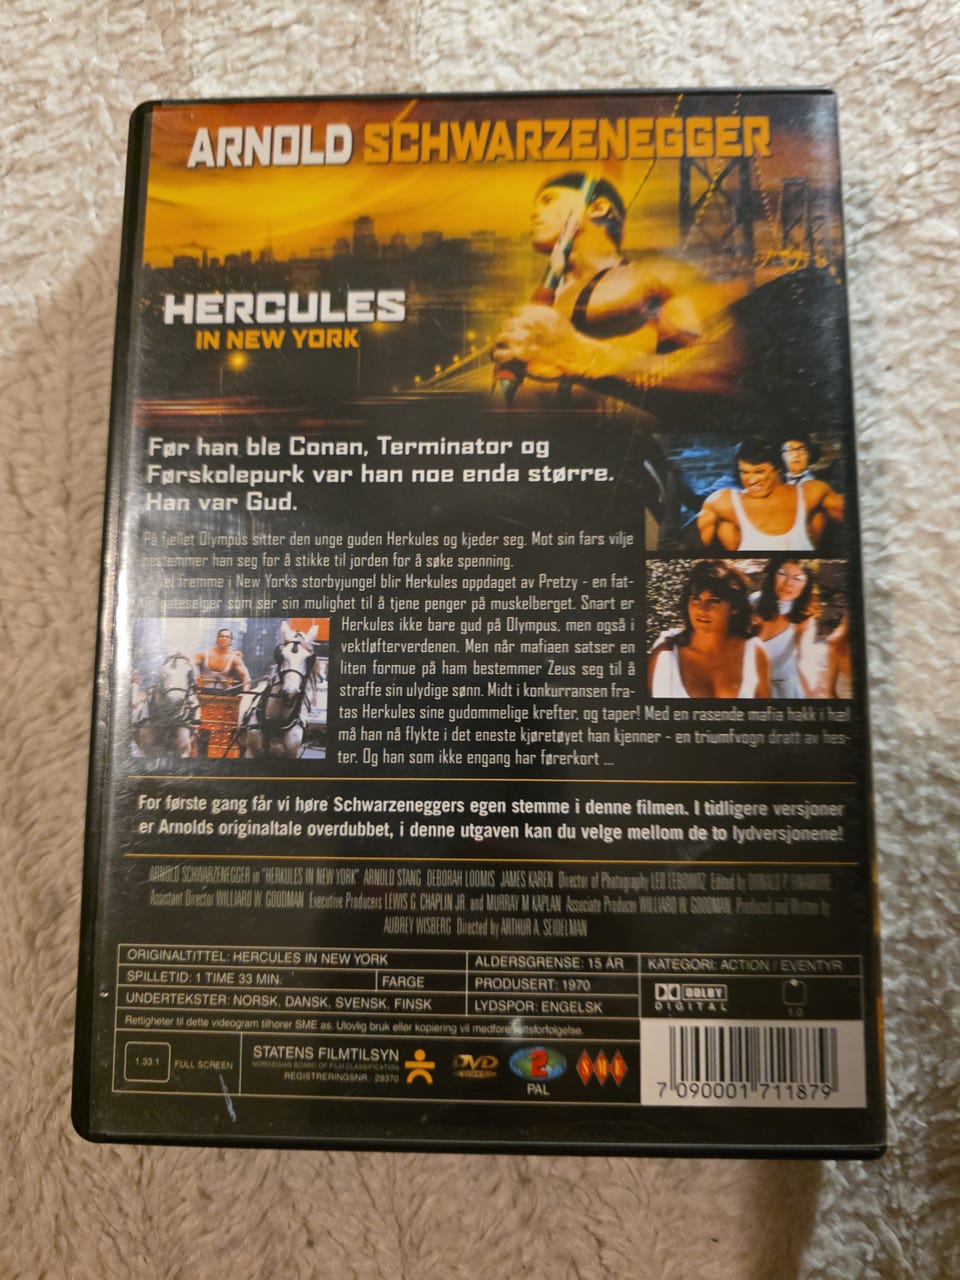 ARNOLD SCHWARZENEGGER
HERCULES
IN NEW YORK
Før han ble Conan, Terminator og
Førskolepurk var han noe enda større.
Han var Gud.
På fjellet Olympus sitter den unge guden Herkules og kjeder seg. Mot sin fars vilje
bestemmer han seg for å stikke til jorden for å søke spenning.
fremme i New Yorks storbyjungel blir Herkules oppdaget av Pretzy - en fat-
gateselger som ser sin mulighet til å tjene penger på muskelberget. Snart er
Herkules ikke bare gud på Olympus, men også i
vektløfterverdenen. Men når mafiaen satser en
liten formue på ham bestemmer Zeus seg til å
straffe sin ulydige sønn. Midt i konkurransen fra-
tas Herkules sine guddommelige krefter, og taper! Med en rasende mafia hakk i hæl
må han nå flykte i det eneste kjøretøyet han kjenner - en triumfvogn dratt av hes-
ter. Og han som ikke engang har førerkort ...
For første gang får vi høre Schwarzeneggers egen stemme i denne filmen. I tidligere versjoner
er Arnolds originaltale overdubbet, i denne utgaven kan du velge mellom de to lydversjonene!
ARNOLD SCHWARZENEGGER in "HERCULES IN NEW YORK" ARNOLD STANG DEBORAH LOOMIS JAMES KAREN Director of Photography LEO LEBOWITZ Edited by DONALD P. FINAMORE
Assistant Director WILLIARD W. GOODMAN Executive Producers LEWIS G. CHAPLIN JR. and MURRAY M KAPLAN Associate Producer WILLIARD W. GOODMAN Produced and Written by
AUBREY WISBERG Directed by ARTHUR A. SEIDELMAN
ORIGINALTITTEL: HERCULES IN NEW YORK
ALDERSGRENSE: 15 ÅR
KATEGORI: ACTION / EVENTYR
SPILLETID: 1 TIME 33 MIN.
FARGE
PRODUSERT: 1970
UNDERTEKSTER: NORSK, DANSK, SVENSK, FINSK
LYDSPOR: ENGELSK
DOLBY
DIGITAL
1.0
Rettigheter til dette videogram tilhører SME as. Ulovlig bruk eller kopiering vil medføre rettsforfølgelse.
1.33:1
FULL SCREEN
STATENS FILMTILSYN
NORWEGIAN BOARD OF FILM CLASSIFICATION
REGISTRERINGSNR.: 29370
DVD
VIDEO
2
PAL
SME
7 090001 711879